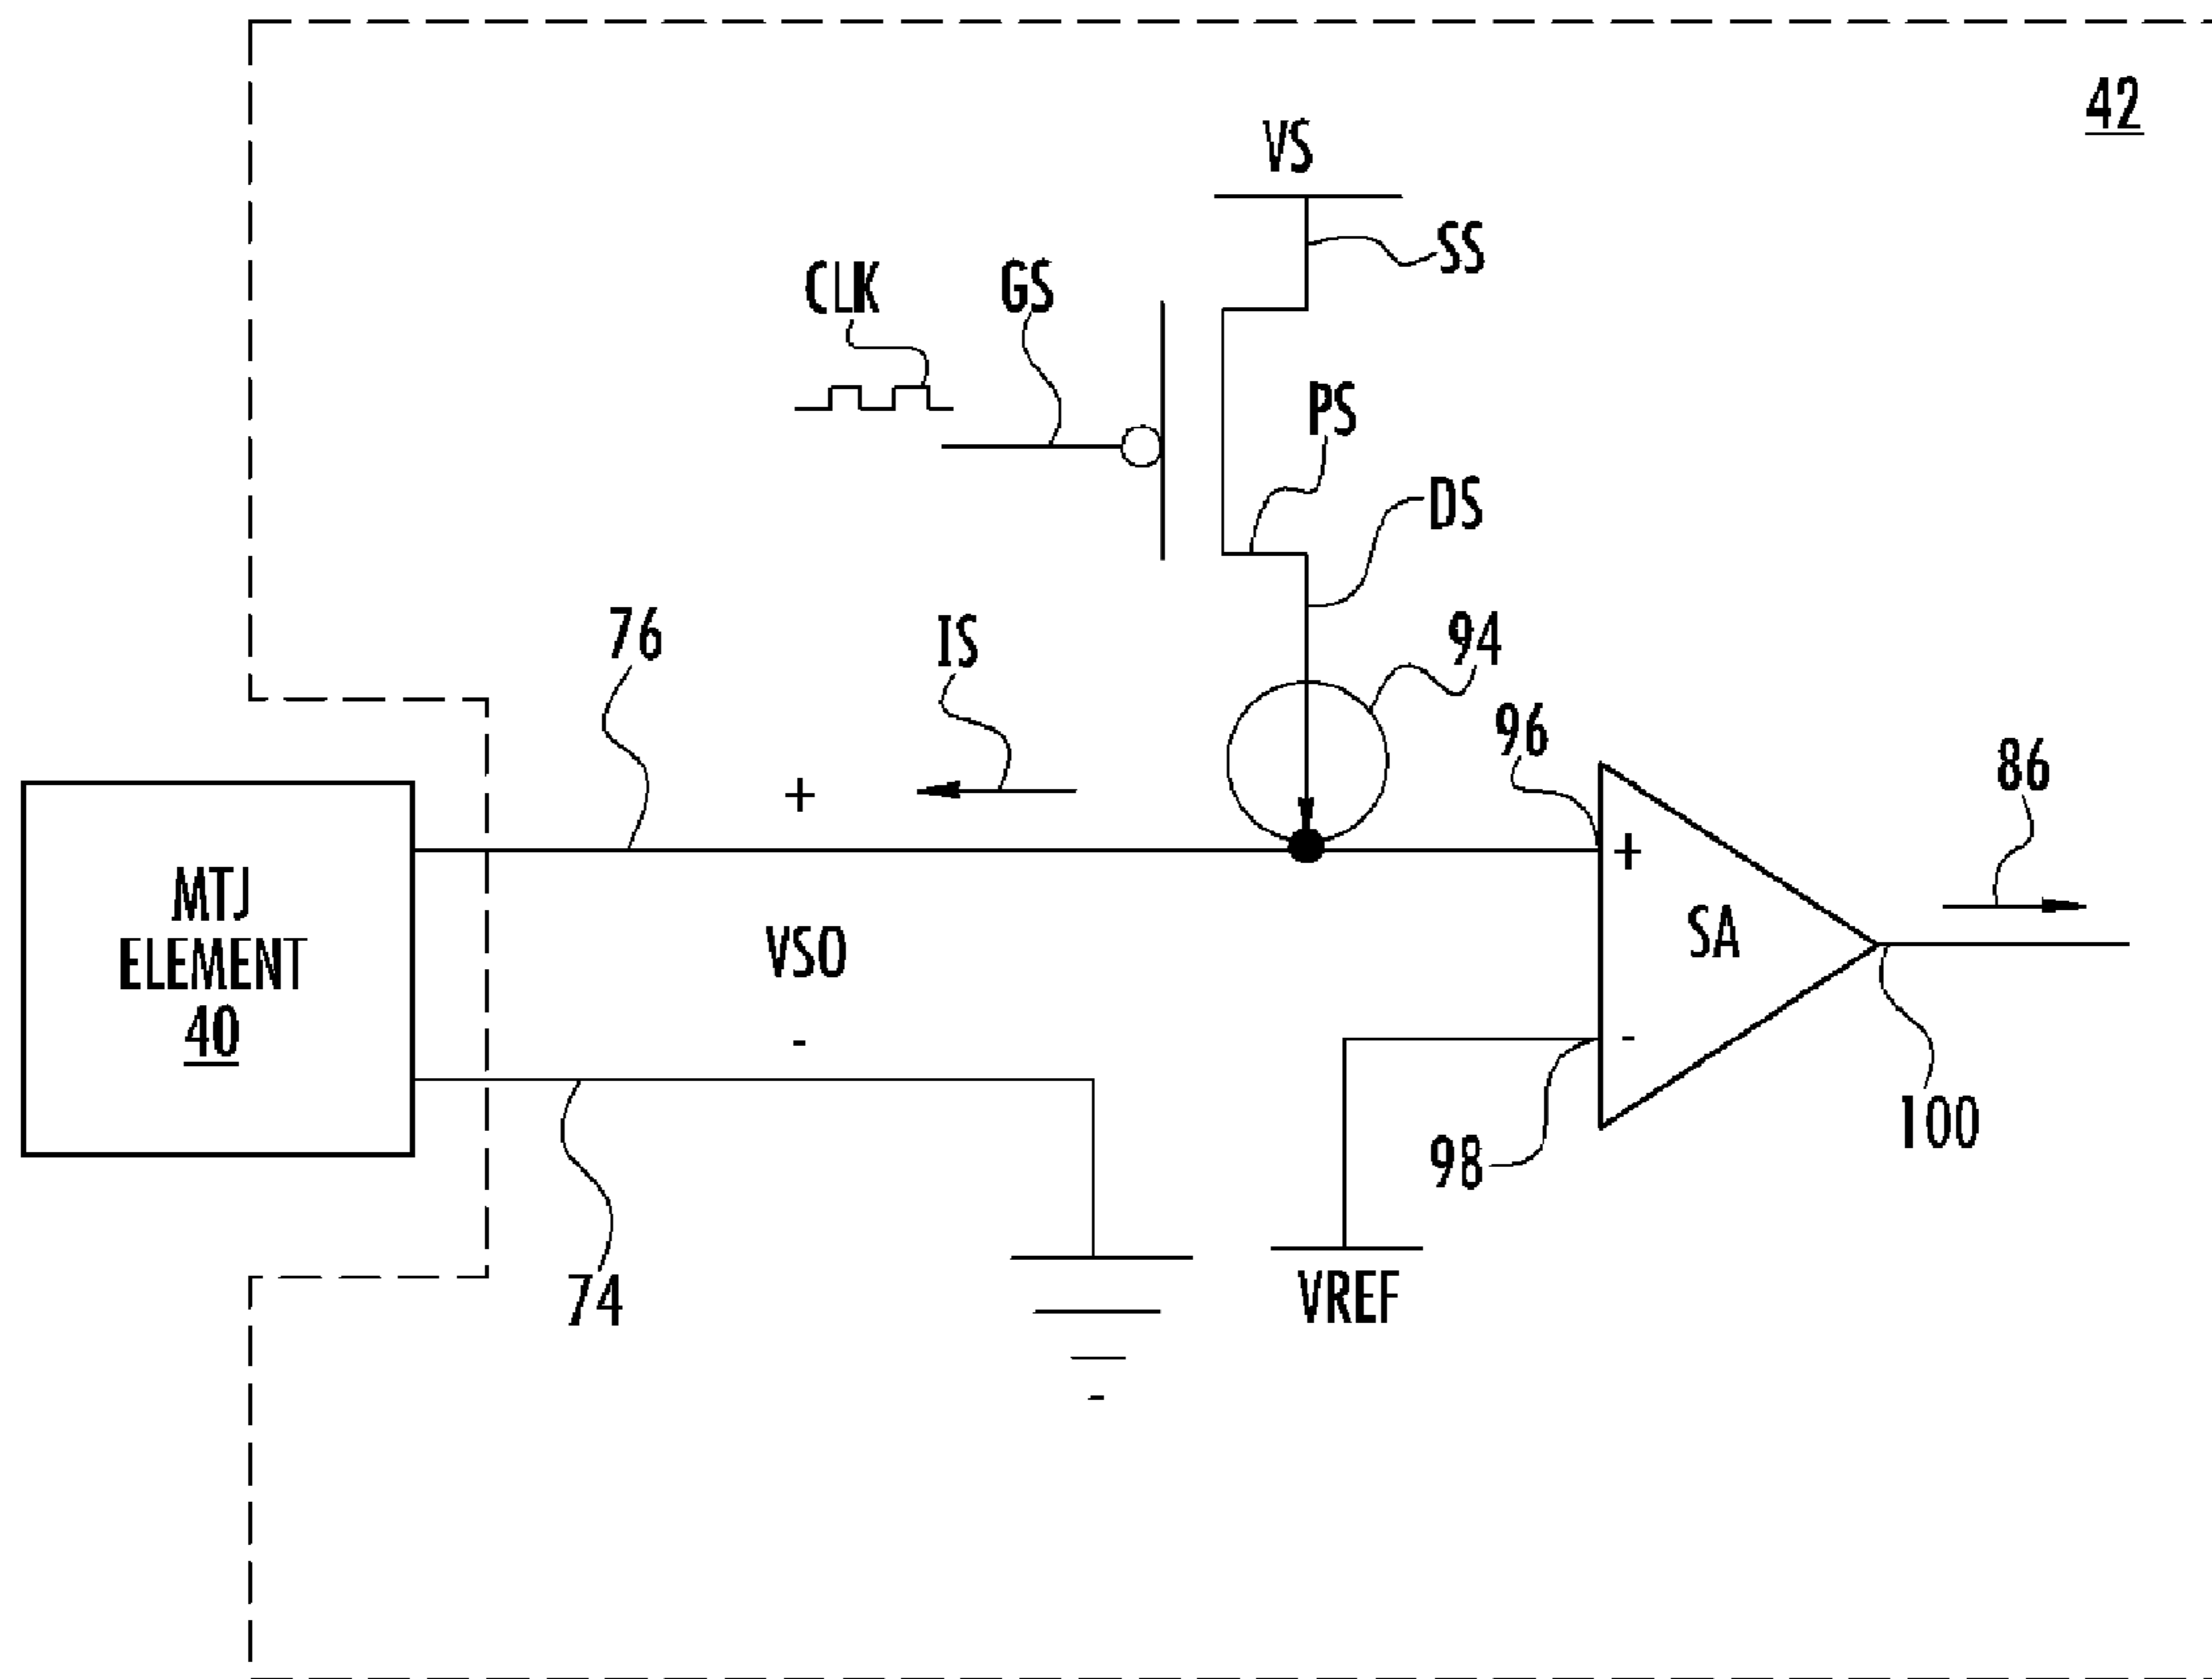 42
VS
SS
CLK
GS
PS
DS
76
IS
94
96
86
+
+
MTJ
ELEMENT
40
VSO
SA
-
-
98
100
74
VREF